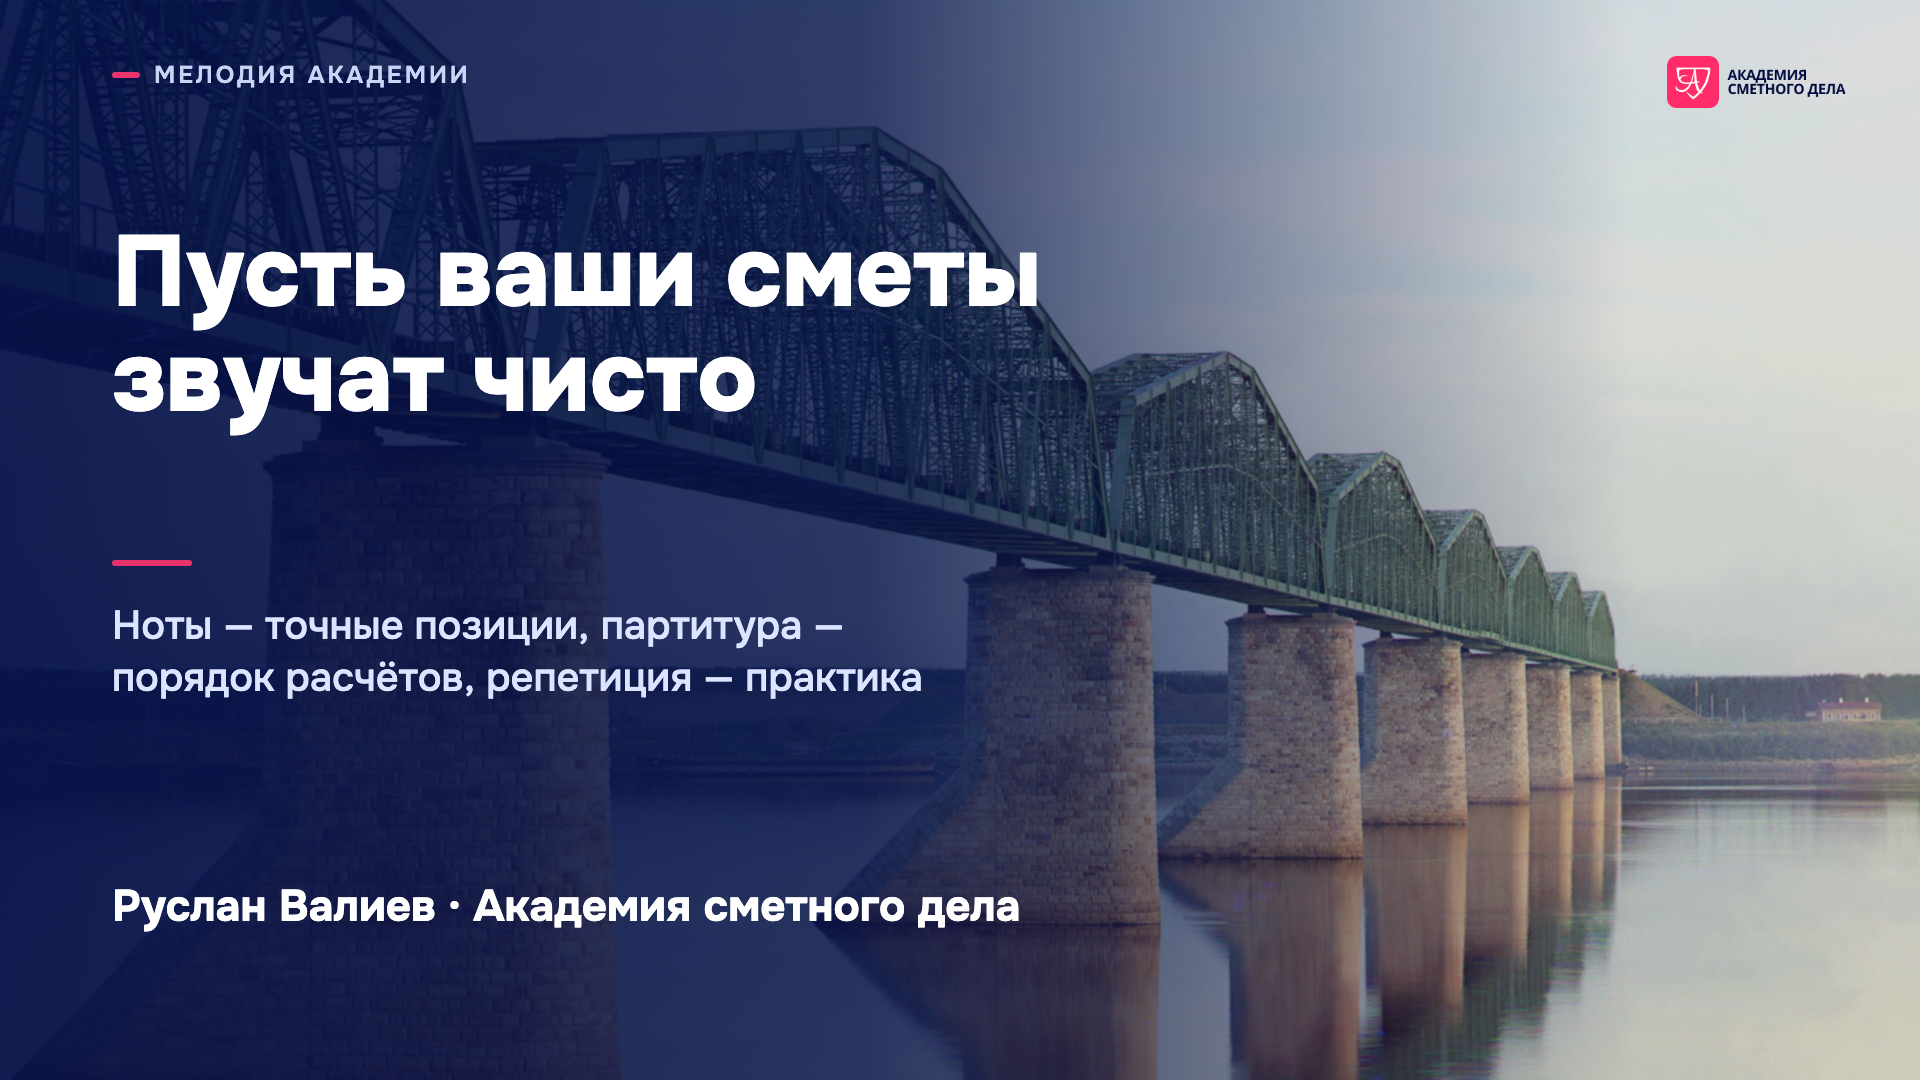 МЕЛОДИЯ АКАДЕМИИ
АКАДЕМИЯ
СМЕТНОГО ДЕЛА
Пусть ваши сметы
звучат чисто
Ноты — точные позиции, партитура —
порядок расчётов, репетиция — практика
Руслан Валиев · Академия сметного дела